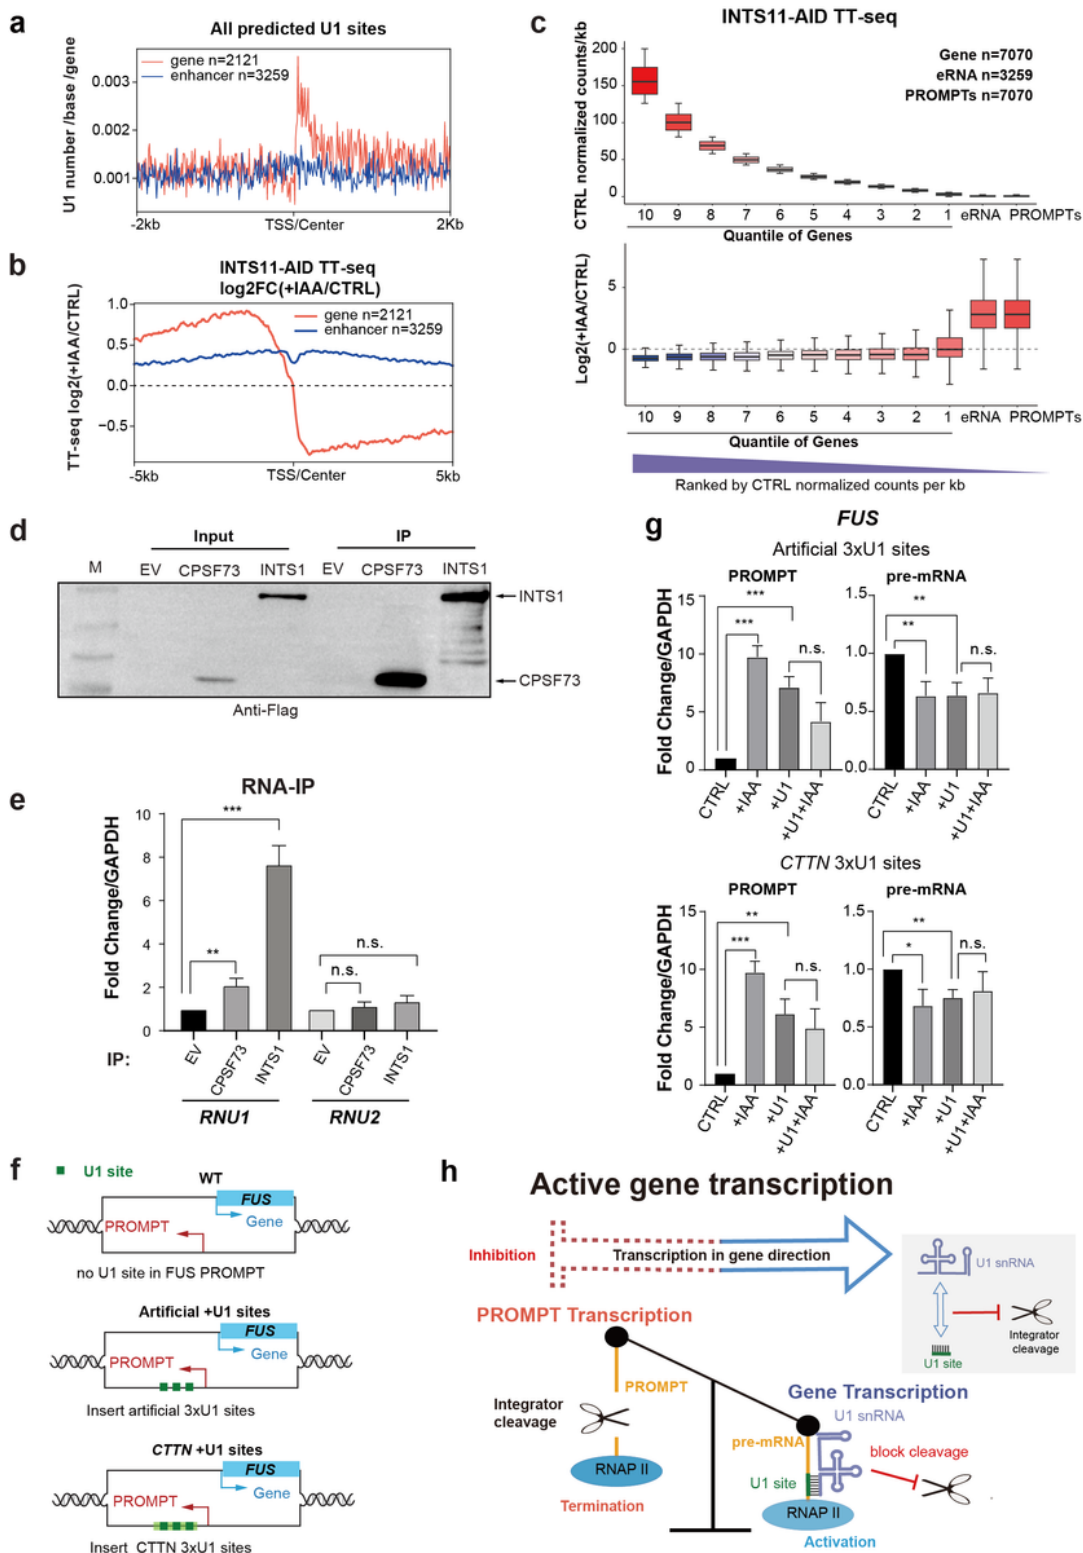 a
All predicted U1 sites
gene n=2121
enhancer n=3259
U1 number /base /gene
0.003
0.002
0.001
-2kb
TSS/Center
2Kb
b
INTS11-AID TT-seq
log2FC(+IAA/CTRL)
gene n=2121
enhancer n=3259
TT-seq log2(+IAA/CTRL)
1.0
0.5
0.0
−0.5
-5kb
TSS/Center
5kb
c
INTS11-AID TT-seq
Gene n=7070
eRNA n=3259
PROMPTs n=7070
CTRL normalized counts/kb
200
150
100
50
0
10 9 8 7 6 5 4 3 2 1 eRNA PROMPTs
Quantile of Genes
Log2(+IAA/CTRL)
5
0
10 9 8 7 6 5 4 3 2 1 eRNA PROMPTs
Quantile of Genes
Ranked by CTRL normalized counts per kb
d
Input
IP
M EV CPSF73 INTS1 EV CPSF73 INTS1
INTS1
CPSF73
Anti-Flag
e
RNA-IP
Fold Change/GAPDH
10
8
6
4
2
0
***
**
n.s.
n.s.
IP:
EV
CPSF73
INTS1
EV
CPSF73
INTS1
RNU1
RNU2
f
U1 site
WT
FUS
PROMPT
Gene
no U1 site in FUS PROMPT
Artificial +U1 sites
FUS
PROMPT
Gene
Insert artificial 3xU1 sites
CTTN +U1 sites
FUS
PROMPT
Gene
Insert CTTN 3xU1 sites
g
FUS
Artificial 3xU1 sites
PROMPT
Fold Change/GAPDH
15
10
5
0
***
***
n.s.
CTRL
+IAA
+U1
+U1+IAA
pre-mRNA
1.5
1.0
0.5
0.0
**
**
n.s.
CTRL
+IAA
+U1
+U1+IAA
CTTN 3xU1 sites
PROMPT
Fold Change/GAPDH
15
10
5
0
**
***
n.s.
CTRL
+IAA
+U1
+U1+IAA
pre-mRNA
1.5
1.0
0.5
0.0
**
*
n.s.
CTRL
+IAA
+U1
+U1+IAA
h
Active gene transcription
Inhibition
Transcription in gene direction
U1 snRNA
Integrator
cleavage
U1 site
PROMPT Transcription
PROMPT
Integrator
cleavage
RNAP II
Termination
Gene Transcription
U1 snRNA
pre-mRNA
block cleavage
U1 site
RNAP II
Activation